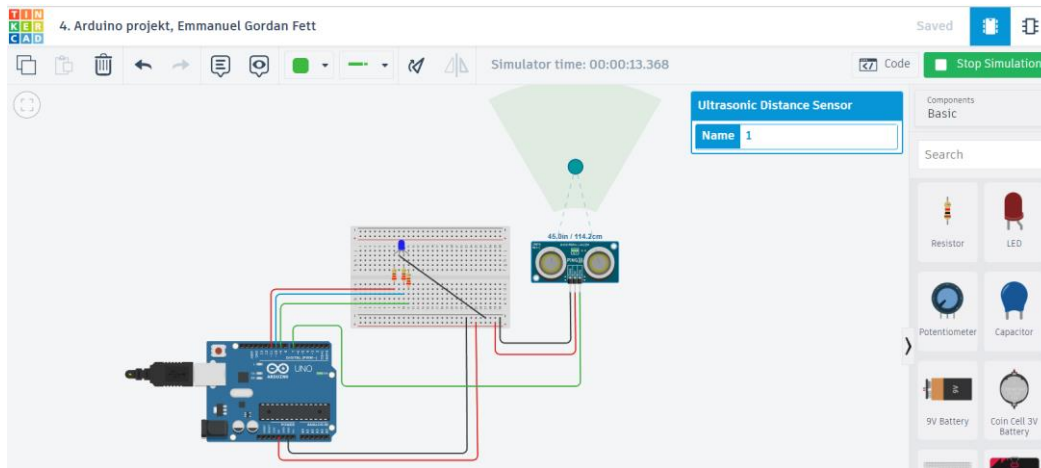 TIN
KER
CAD
4. Arduino projekt, Emmanuel Gordan Fett
Saved
Simulator time: 00:00:13.368
Code
Stop Simulation
Ultrasonic Distance Sensor
Name 1
Components
Basic
Search
Resistor
LED
Potentiometer
Capacitor
9V Battery
Coin Cell 3V
Battery
45.0in / 114.2cm
UNO
ARDUINO
9V